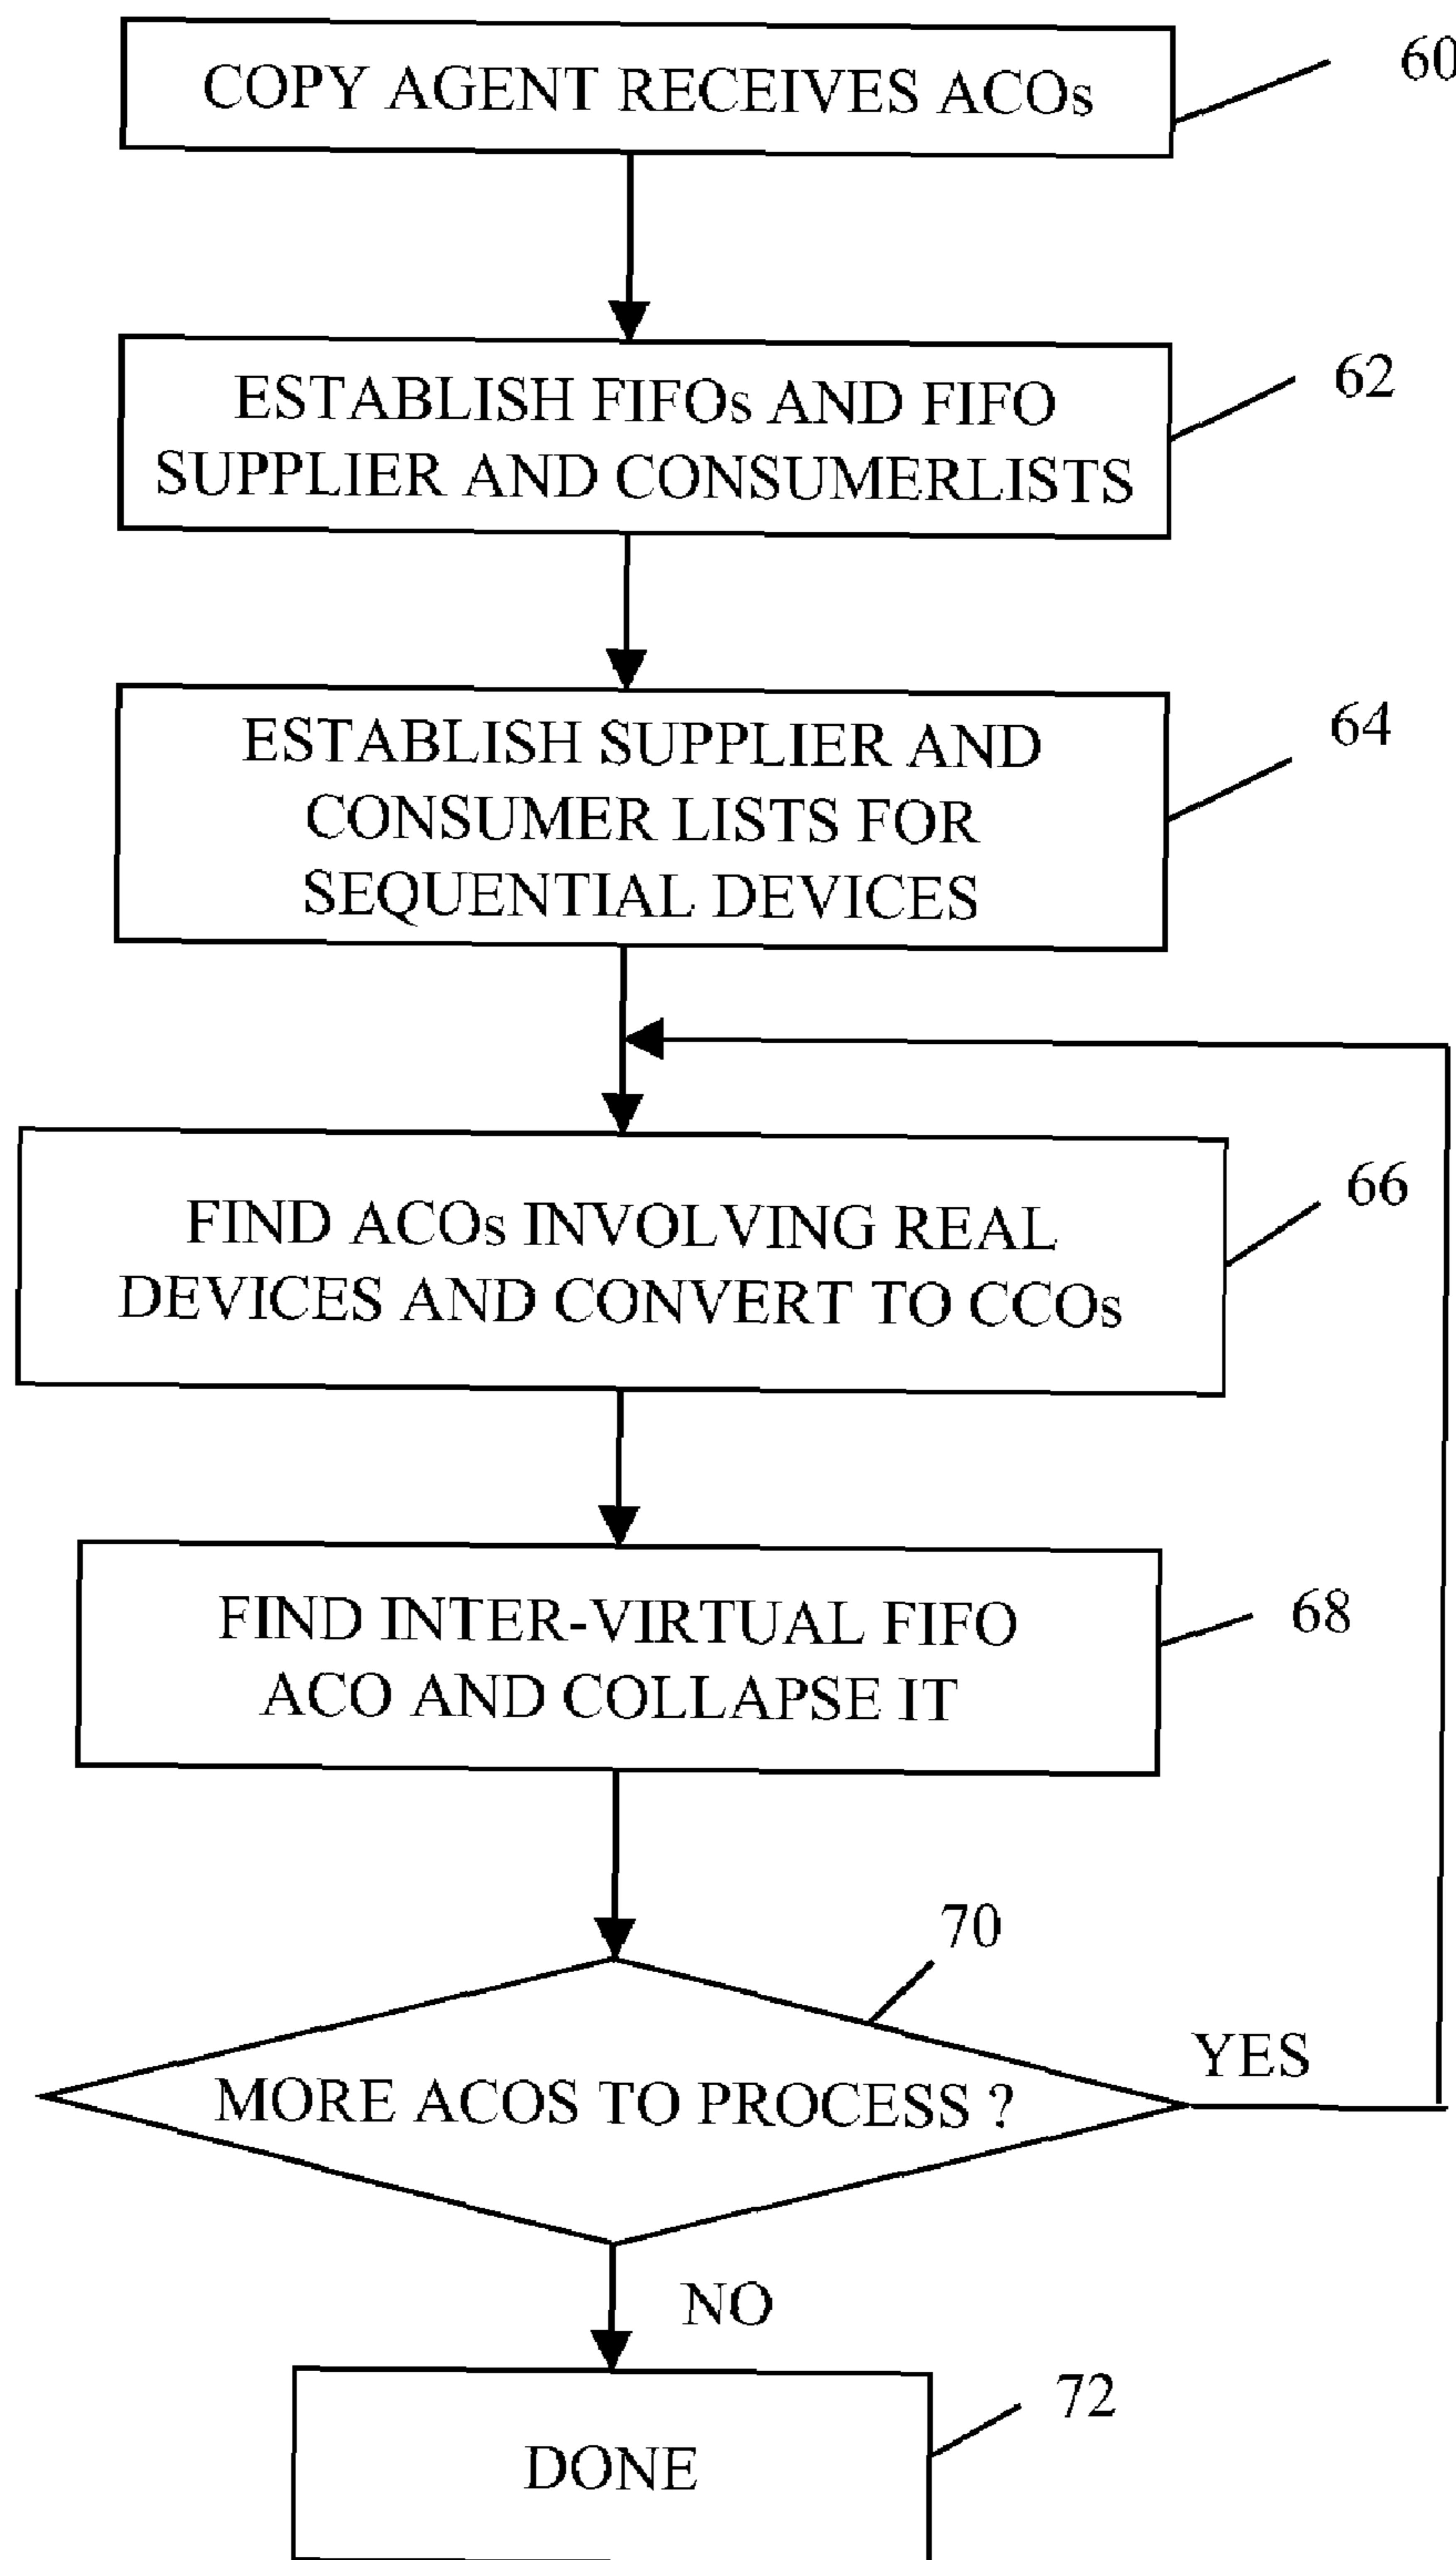 COPY AGENT RECEIVES ACOs
60
ESTABLISH FIFOs AND FIFO
SUPPLIER AND CONSUMERLISTS
62
ESTABLISH SUPPLIER AND
CONSUMER LISTS FOR
SEQUENTIAL DEVICES
64
FIND ACOs INVOLVING REAL
DEVICES AND CONVERT TO CCOs
66
FIND INTER-VIRTUAL FIFO
ACO AND COLLAPSE IT
68
70
MORE ACOS TO PROCESS ?
YES
NO
DONE
72